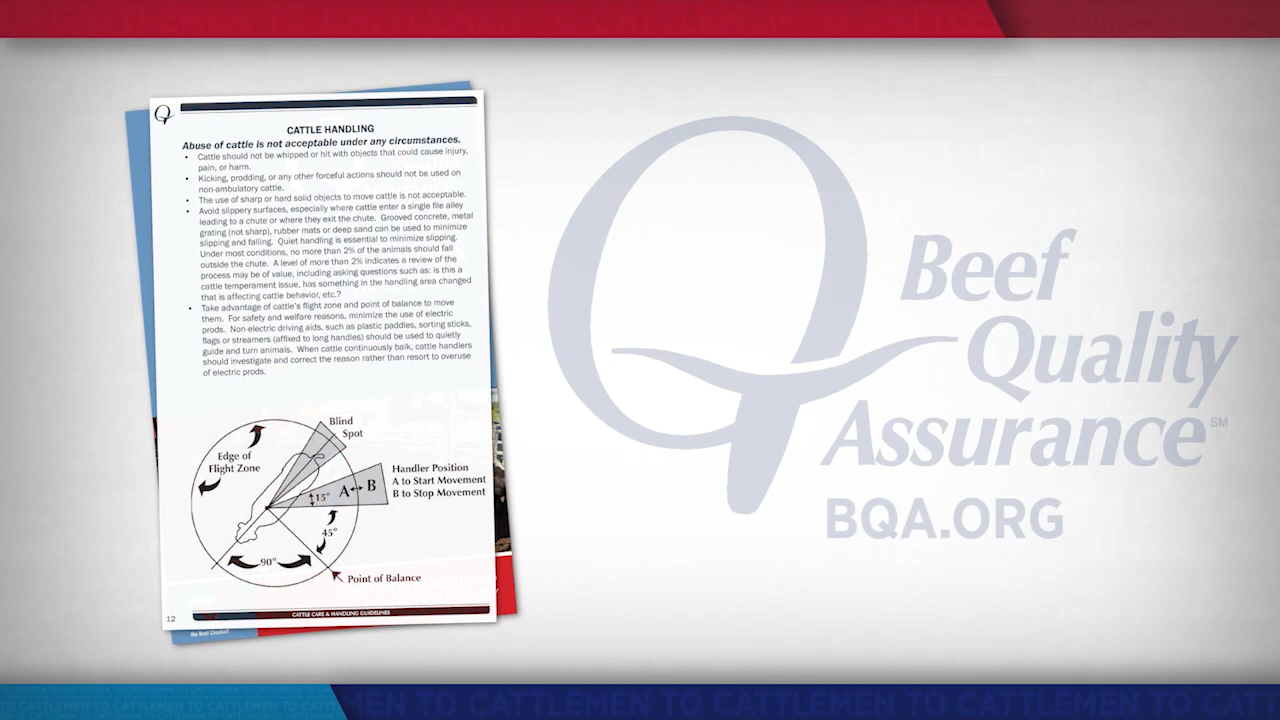 CATTLEMEN TO CATTLEMEN TO CATTLEMEN TO CATTLEMEN
CATTLE HANDLING
Abuse of cattle is not acceptable under any circumstances.
• Cattle should not be whipped or hit with objects that could cause injury,
pain, or harm.
• Kicking, prodding, or any other forceful actions should not be used on
non-ambulatory cattle.
• The use of sharp or hard solid objects to move cattle is not acceptable.
• Avoid slippery surfaces, especially where cattle enter a single file alley
leading to a chute or where they exit the chute. Grooved concrete, metal
grating (not sharp), rubber mats or deep sand can be used to minimize
slipping and falling. Quiet handling is essential to minimize slipping.
Under most conditions, no more than 2% of the animals should fall
outside the chute. A level of more than 2% indicates a review of the
process may be of value, including asking questions such as: is this a
cattle temperament issue, has something in the handling area changed
that is affecting cattle behavior, etc.?
• Take advantage of cattle's flight zone and point of balance to move
them. For safety and welfare reasons, minimize the use of electric
prods. Non-electric driving aids, such as plastic paddles, sorting sticks,
flags or streamers (affixed to long handles) should be used to quietly
guide and turn animals. When cattle continuously balk, cattle handlers
should investigate and correct the reason rather than resort to overuse
of electric prods.
Blind
Spot
Edge of
Flight Zone
Handler Position
A to Start Movement
B to Stop Movement
15°
A
B
45°
90°
Point of Balance
12
CATTLE CARE & HANDLING GUIDELINES
the Beef Checkoff
Beef
Quality
Assurance SM
BQA.ORG
MEN TO CATTLEMEN TO CATTLEMEN TO CATTLEMEN TO